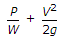 P/W + V²/2g